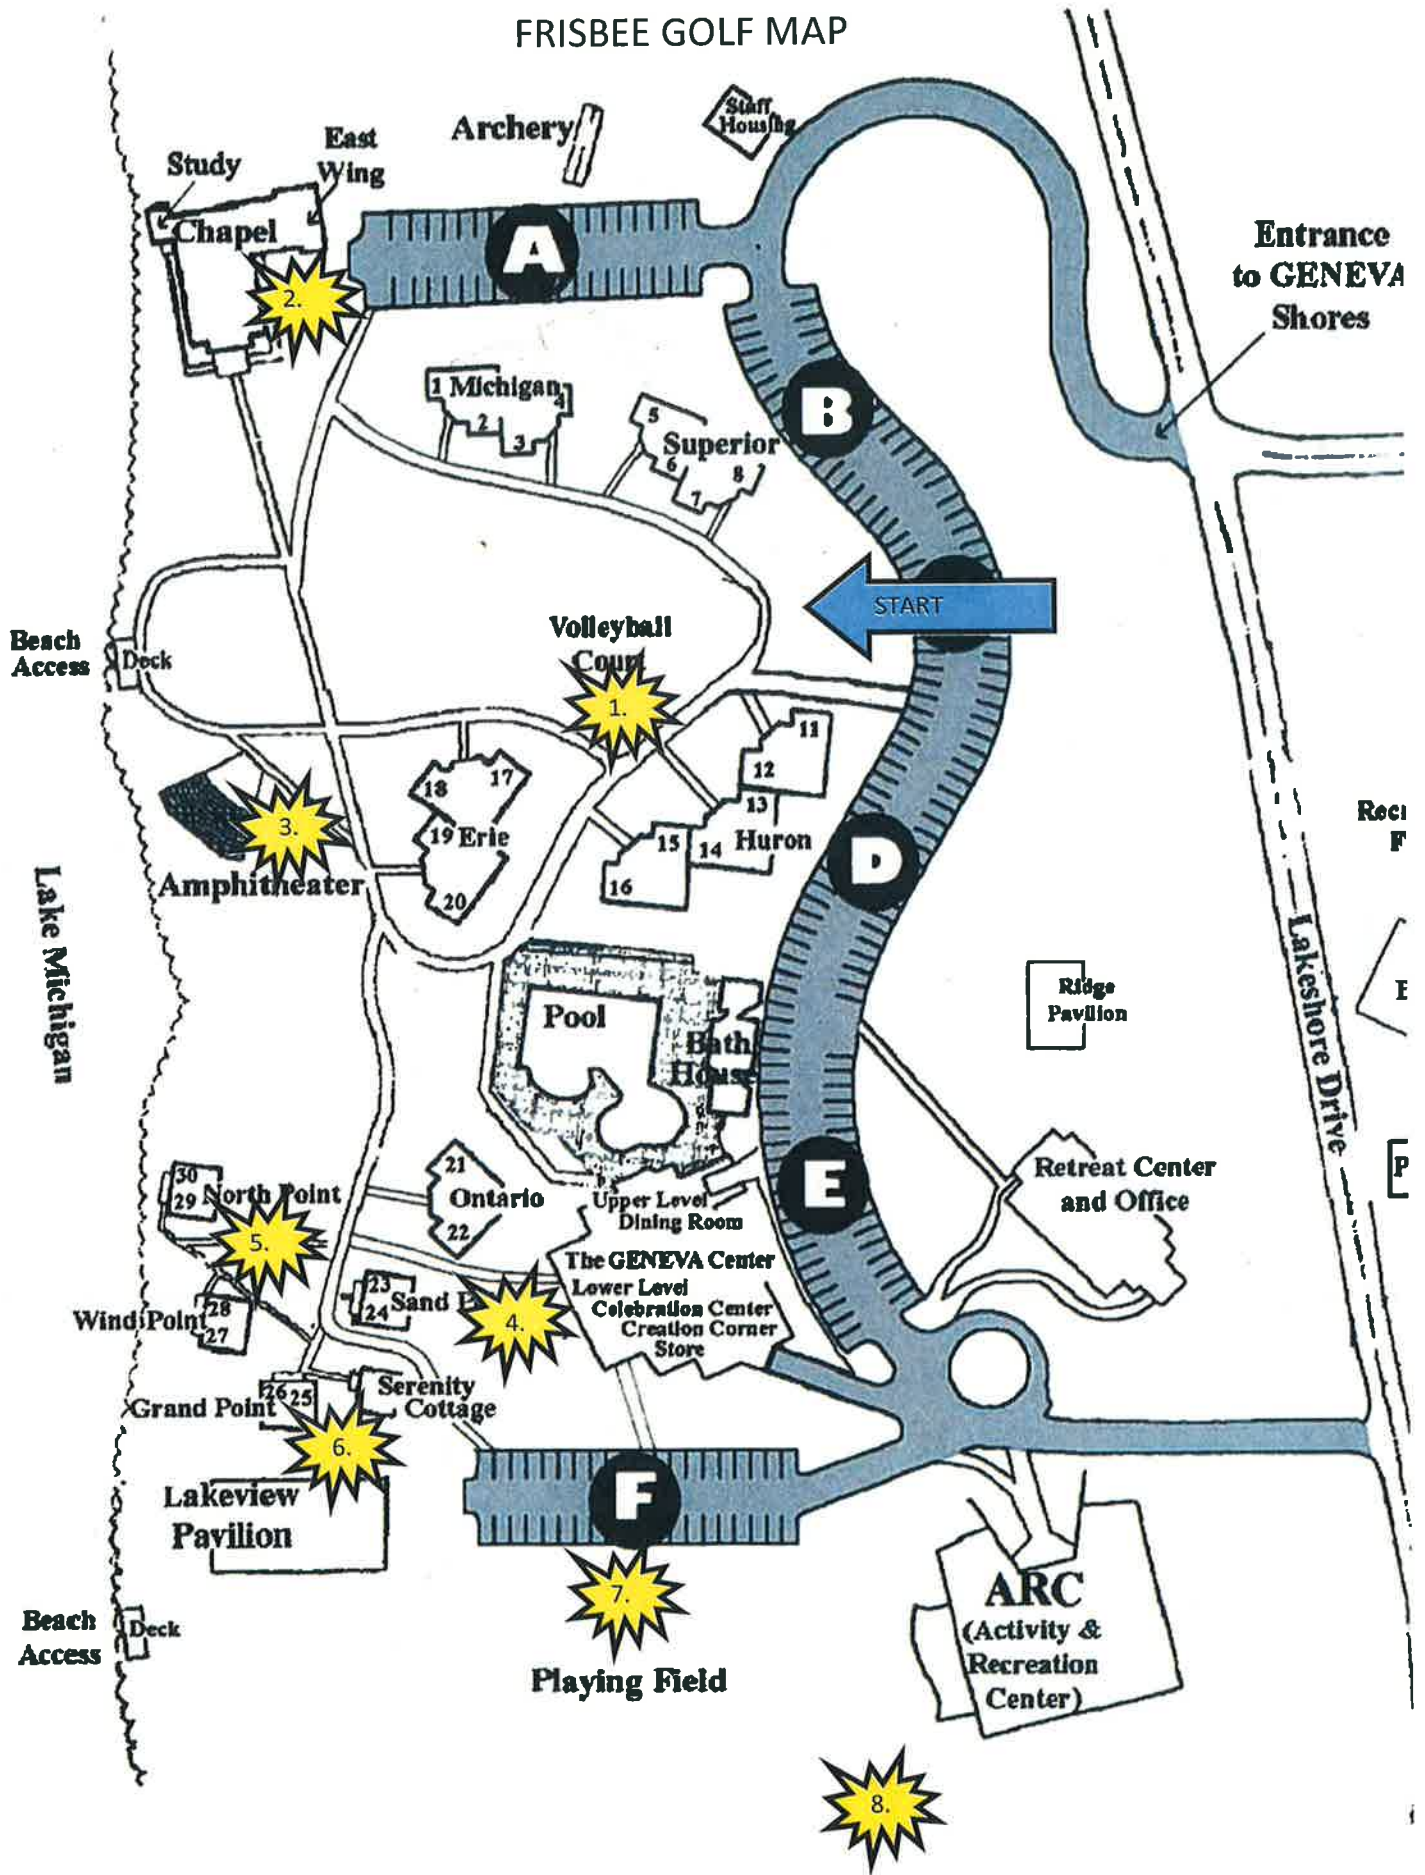 FRISBEE GOLF MAP
Archery
Staff
Housing
East
Wing
Study
Chapel
2.
A
Entrance
to GENEVA
Shores
1 Michigan 4
2
3
B
5
Superior
6
8
7
START
Volleyball
Court
1.
Beach
Access
Deck
11
12
13
17
18
19 Erie
20
15
14
Huron
16
D
3.
Amphitheater
Lake Michigan
Lakeshore Drive
Pool
Bath
House
Ridge
Pavilion
Retreat Center
and Office
E
21
Ontario
22
Upper Level
Dining Room
The GENEVA Center
Lower Level
Celebration Center
Creation Corner
Store
30
29
North Point
5.
23
24
Sand
4.
Wind Point
28
27
Serenity
Cottage
26 25
Grand Point
6.
Lakeview
Pavilion
F
7.
Playing Field
Beach
Access
Deck
ARC
(Activity &
Recreation
Center)
8.